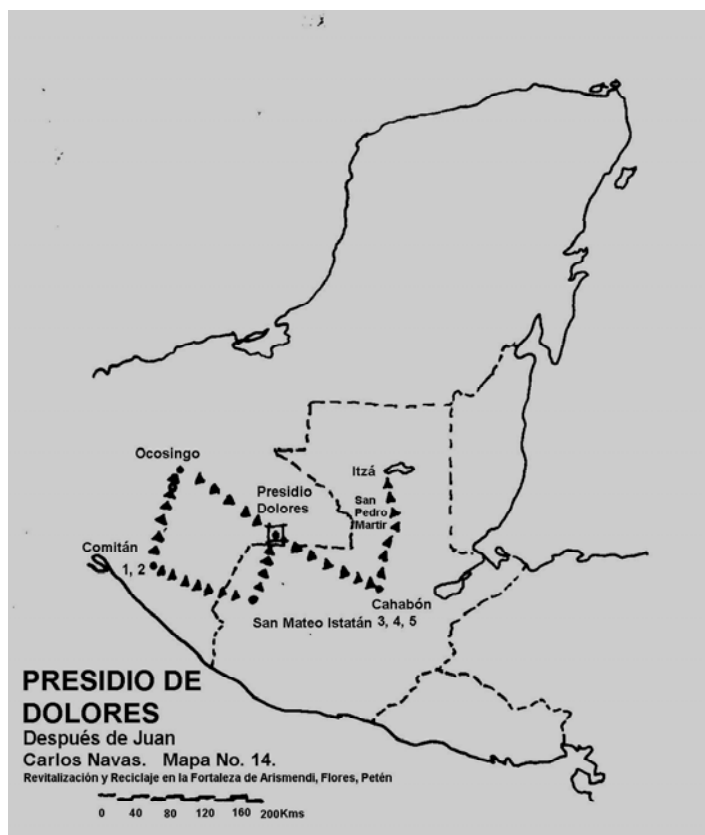 Ocosingo
Itzá
Presidio
Dolores
San
Pedro
Martir
Comitán
1, 2
Cahabón
San Mateo Istatán 3, 4, 5
PRESIDIO DE
DOLORES
Después de Juan
Carlos Navas. Mapa No. 14.
Revitalización y Reciclaje en la Fortaleza de Arismendi, Flores, Petén
0 40 80 120 160 200Kms